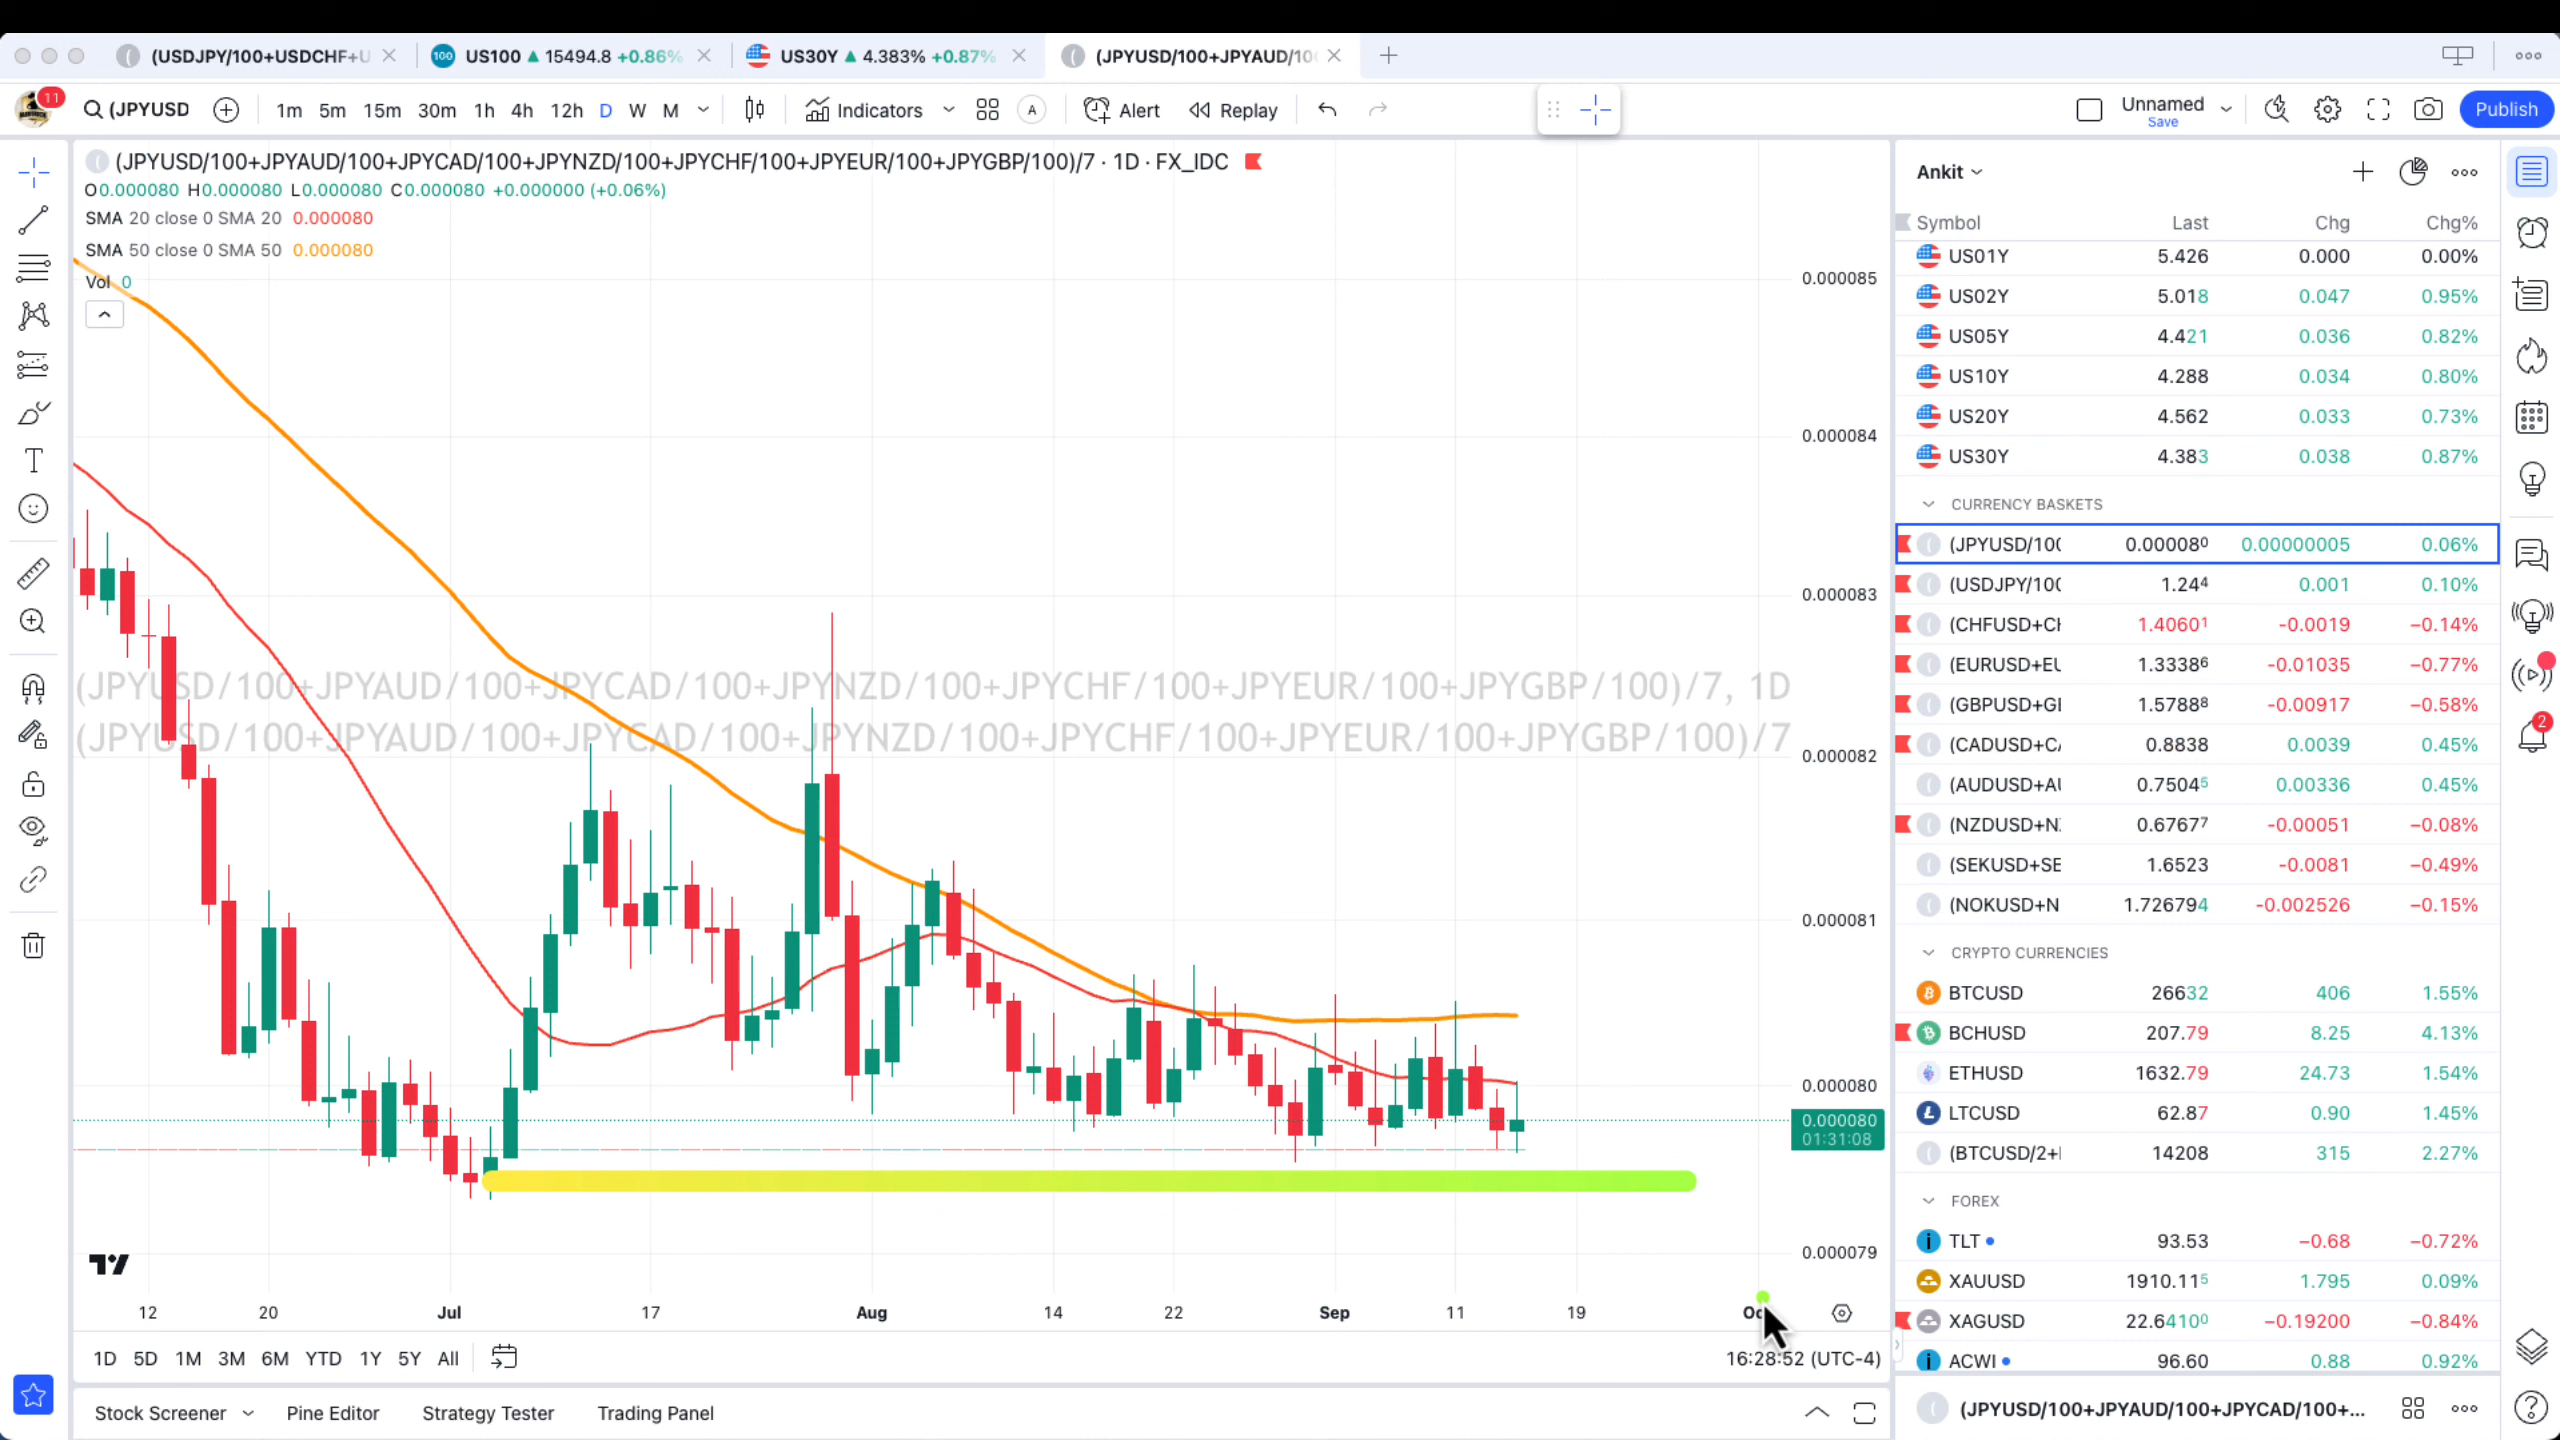 (USDJPY/100+USDCHF+U
100 US100 ▲ 15494.8 +0.86%
US30Y ▲ 4.383% +0.87%
(JPYUSD/100+JPYAUD/10
11
(JPYUSD
1m 5m 15m 30m 1h 4h 12h D W M
Indicators
A
Alert
Replay
Unnamed
Save
Publish
(JPYUSD/100+JPYAUD/100+JPYCAD/100+JPYNZD/100+JPYCHF/100+JPYEUR/100+JPYGBP/100)/7 · 1D · FX_IDC
O0.000080 H0.000080 L0.000080 C0.000080 +0.000000 (+0.06%)
SMA 20 close 0 SMA 20 0.000080
SMA 50 close 0 SMA 50 0.000080
Vol 0
(JPYUSD/100+JPYAUD/100+JPYCAD/100+JPYNZD/100+JPYCHF/100+JPYEUR/100+JPYGBP/100)/7, 1D
(JPYUSD/100+JPYAUD/100+JPYCAD/100+JPYNZD/100+JPYCHF/100+JPYEUR/100+JPYGBP/100)/7
0.000085
0.000084
0.000083
0.000082
0.000081
0.000080
0.000080
01:31:08
0.000079
12 20 Jul 17 Aug 14 22 Sep 11 19
1D 5D 1M 3M 6M YTD 1Y 5Y All
16:28:52 (UTC-4)
Stock Screener Pine Editor Strategy Tester Trading Panel
Ankit
Symbol Last Chg Chg%
US01Y 5.426 0.000 0.00%
US02Y 5.018 0.047 0.95%
US05Y 4.421 0.036 0.82%
US10Y 4.288 0.034 0.80%
US20Y 4.562 0.033 0.73%
US30Y 4.383 0.038 0.87%
CURRENCY BASKETS
(JPYUSD/100 0.000080 0.00000005 0.06%
(USDJPY/100 1.244 0.001 0.10%
(CHFUSD+CH 1.40601 -0.0019 −0.14%
(EURUSD+EU 1.33386 -0.01035 −0.77%
(GBPUSD+GI 1.57888 -0.00917 −0.58%
(CADUSD+C 0.8838 0.0039 0.45%
(AUDUSD+AU 0.75045 0.00336 0.45%
(NZDUSD+N 0.67677 -0.00051 −0.08%
(SEKUSD+SE 1.6523 -0.0081 −0.49%
(NOKUSD+N 1.726794 -0.002526 −0.15%
CRYPTO CURRENCIES
BTCUSD 26632 406 1.55%
BCHUSD 207.79 8.25 4.13%
ETHUSD 1632.79 24.73 1.54%
LTCUSD 62.87 0.90 1.45%
(BTCUSD/2+ 14208 315 2.27%
FOREX
TLT 93.53 −0.68 −0.72%
XAUUSD 1910.115 1.795 0.09%
XAGUSD 22.64100 −0.19200 −0.84%
ACWI 96.60 0.88 0.92%
(JPYUSD/100+JPYAUD/100+JPYCAD/100+...
2